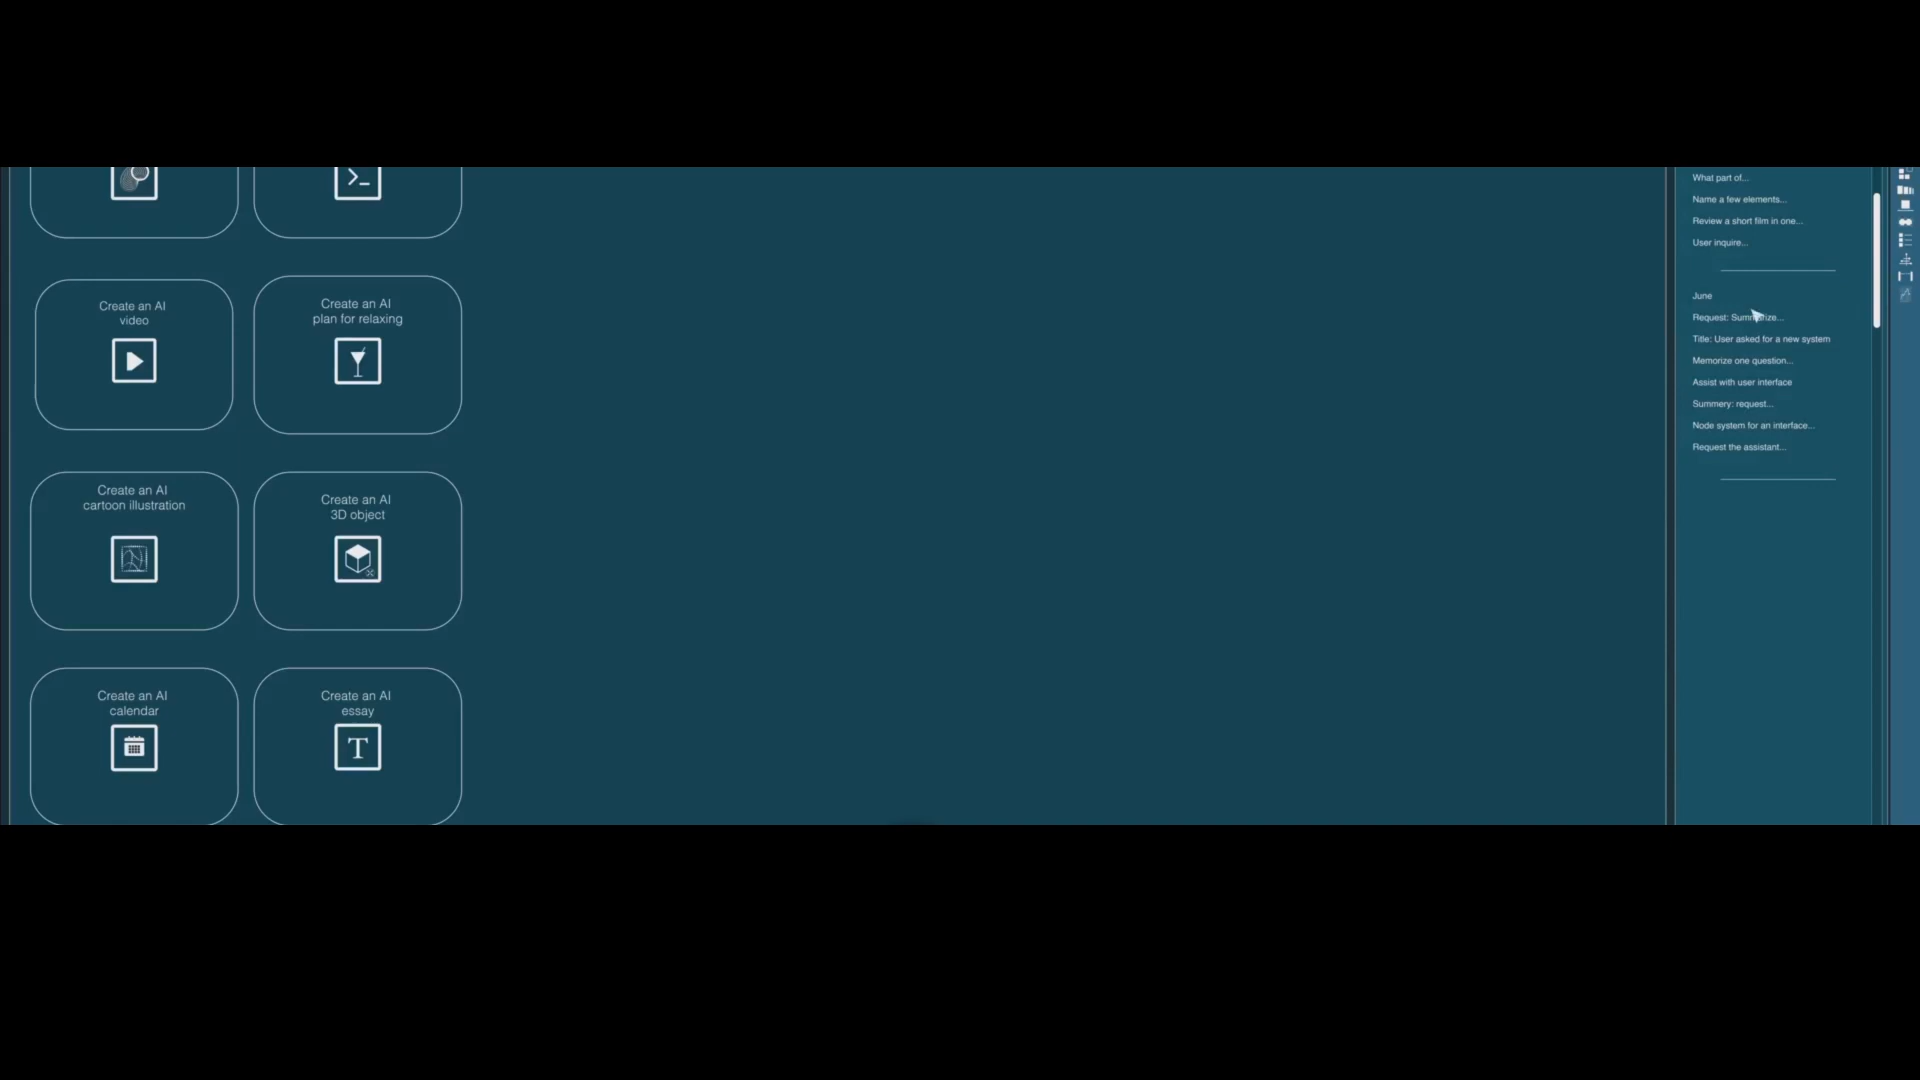 Create an AI
video
Create an AI
plan for relaxing
Create an AI
cartoon illustration
Create an AI
3D object
Create an AI
calendar
T
Create an AI
essay
What part of...
Name a few elements...
Review a short film in one...
User inquire...
June
Request: Summarize...
Title: User asked for a new system
Memorize one question...
Assist with user interface
Summery: request...
Node system for an interface...
Request the assistant...